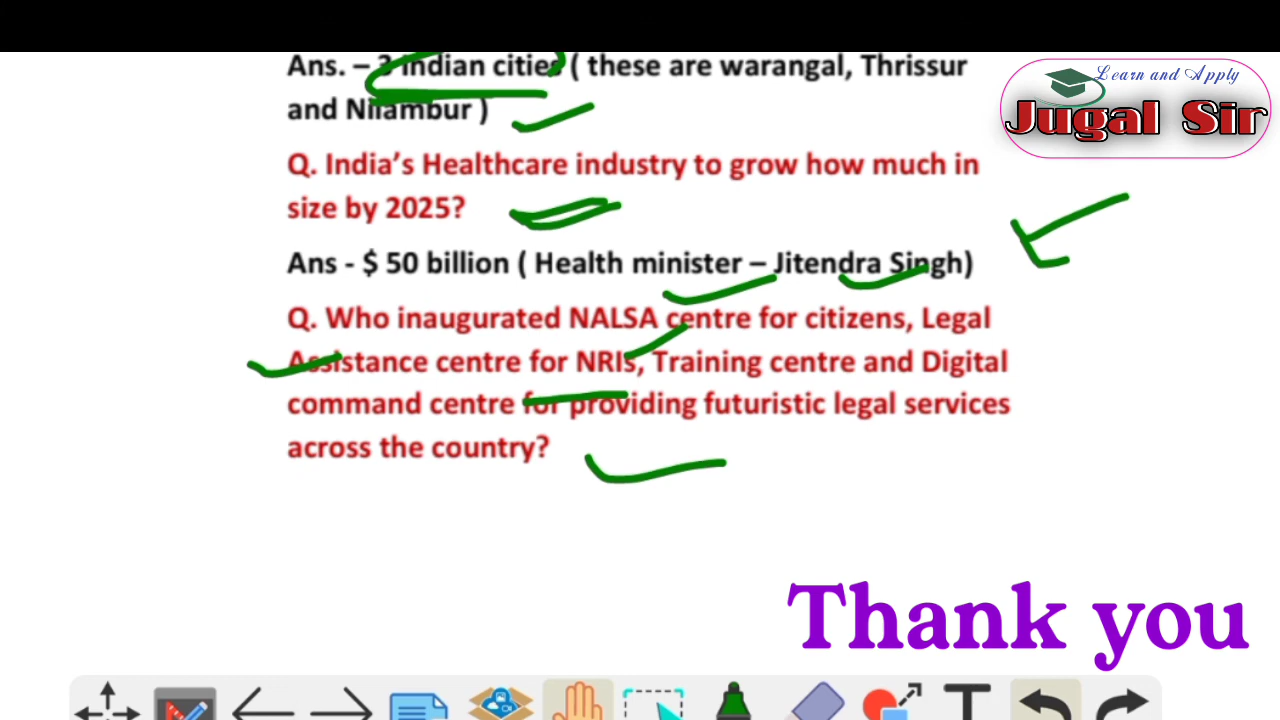 Ans. – 3 Indian cities ( these are warangal, Thrissur
and Nilambur )
Learn and Apply
Jugal Sir
Q. India’s Healthcare industry to grow how much in
size by 2025?
Ans - $ 50 billion ( Health minister – Jitendra Singh)
Q. Who inaugurated NALSA centre for citizens, Legal
Assistance centre for NRIs, Training centre and Digital
command centre for providing futuristic legal services
across the country?
Thank you